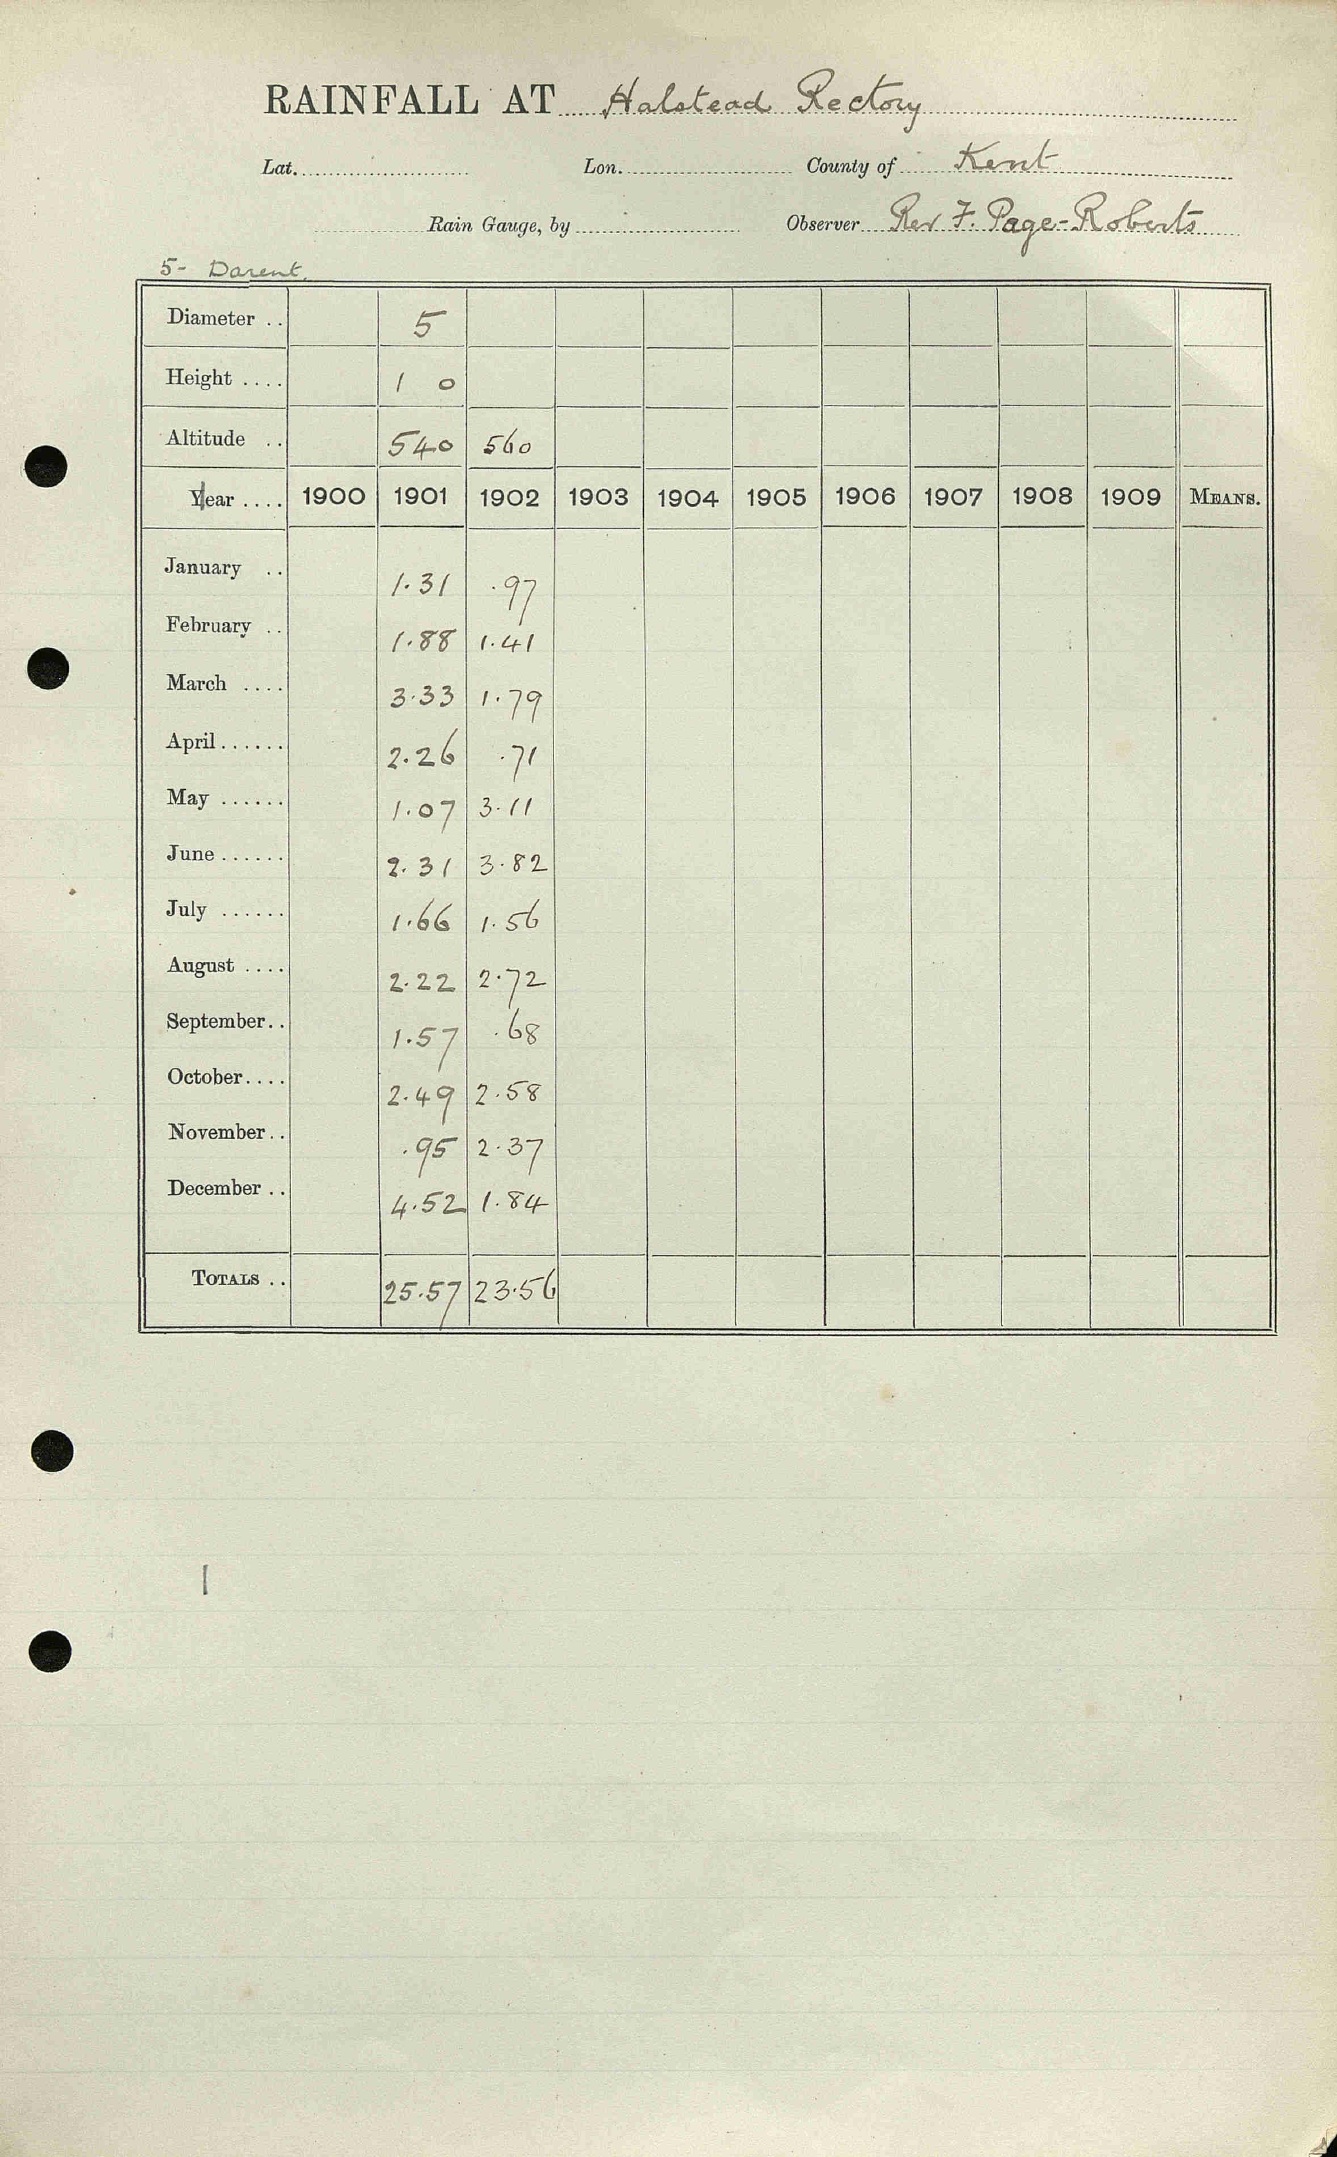 RAINFALL AT Halstead Rectory
Lat. Lon. County of Kent
Rain Gauge, by Observer Rev F. Page-Roberts
5- Darent.
Diameter .. 5
Height .... 1 0
Altitude .. 540 560
Year .... 1900 1901 1902 1903 1904 1905 1906 1907 1908 1909 MEANS.
January .. 1.31 .97
February .. 1.88 1.41
March .... 3.33 1.79
April...... 2.26 .71
May ...... 1.07 3.11
June...... 2.31 3.82
July ...... 1.66 1.56
August .... 2.22 2.72
September.. 1.57 .68
October.... 2.49 2.58
November.. .95 2.37
December .. 4.52 1.84
TOTALS .. 25.57 23.56